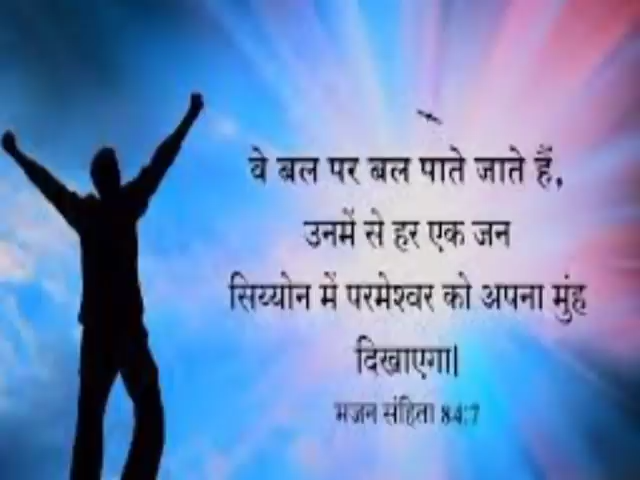 वे बल पर बल पाते जाते हैं,
उनमें से हर एक जन
सिय्योन में परमेश्वर को अपना मुंह
दिखाएगा|
भजन संहिता 84:7